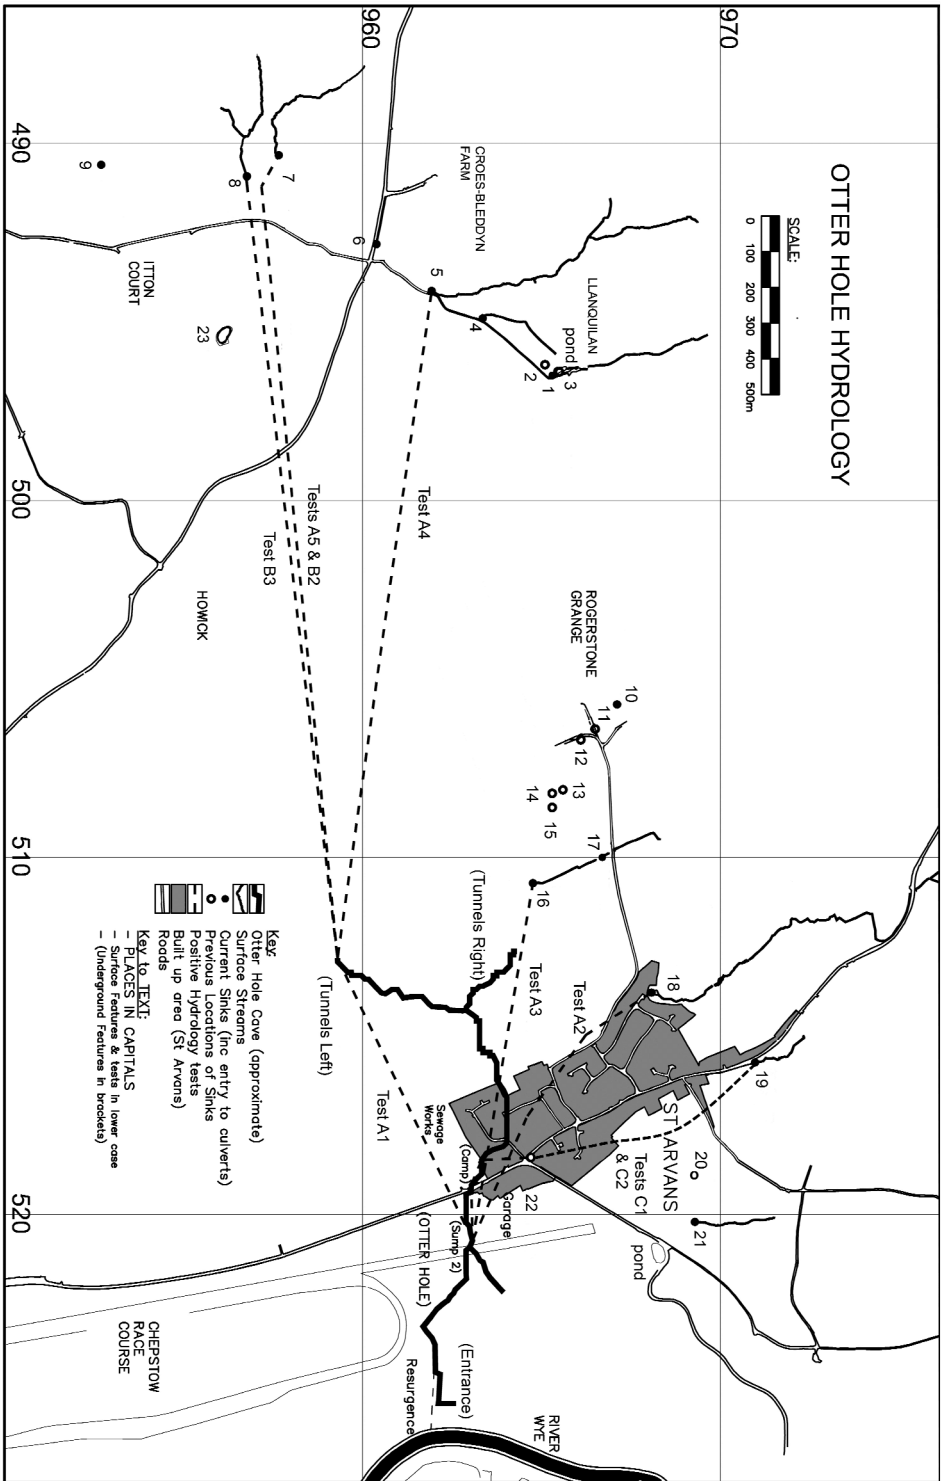 OTTER HOLE HYDROLOGY
SCALE:
0 100 200 300 400 500m
960
970
490
500
510
520
CROES-BLEDDYN
FARM
LLANQUILAN
pond
1
2
3
4
5
6
7
8
9
ITTON
COURT
23
Test A4
Tests A5 & B2
Test B3
HOWICK
ROGERSTONE
GRANGE
10
11
12
13
14
15
16
17
18
19
20
21
22
(Tunnels Right)
(Tunnels Left)
Test A3
Test A2
Test A1
Tests C1
& C2
ST ARVANS
Sewage
Works
(Camp)
Garage
(Sump 2)
(OTTER HOLE)
pond
(Entrance)
Resurgence
RIVER
WYE
CHEPSTOW
RACE
COURSE
Key:
Otter Hole Cave (approximate)
Surface Streams
Current Sinks (inc entry to culverts)
Previous Locations of Sinks
Positive Hydrology tests
Built up area (St Arvans)
Roads
Key to TEXT:
- PLACES IN CAPITALS
- Surface Features & tests in lower case
- (Underground Features in brackets)